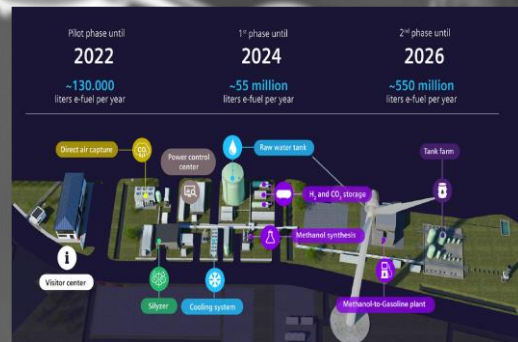 Pilot phase until
2022
~130.000
liters e-fuel per year
1st phase until
2024
~55 million
liters e-fuel per year
2nd phase until
2026
~550 million
liters e-fuel per year
Direct air capture
CO₂
Power control
center
Raw water tank
Tank farm
H₂ and CO₂ storage
Methanol synthesis
Visitor center
Silyzer
Cooling system
Methanol-to-Gasoline plant